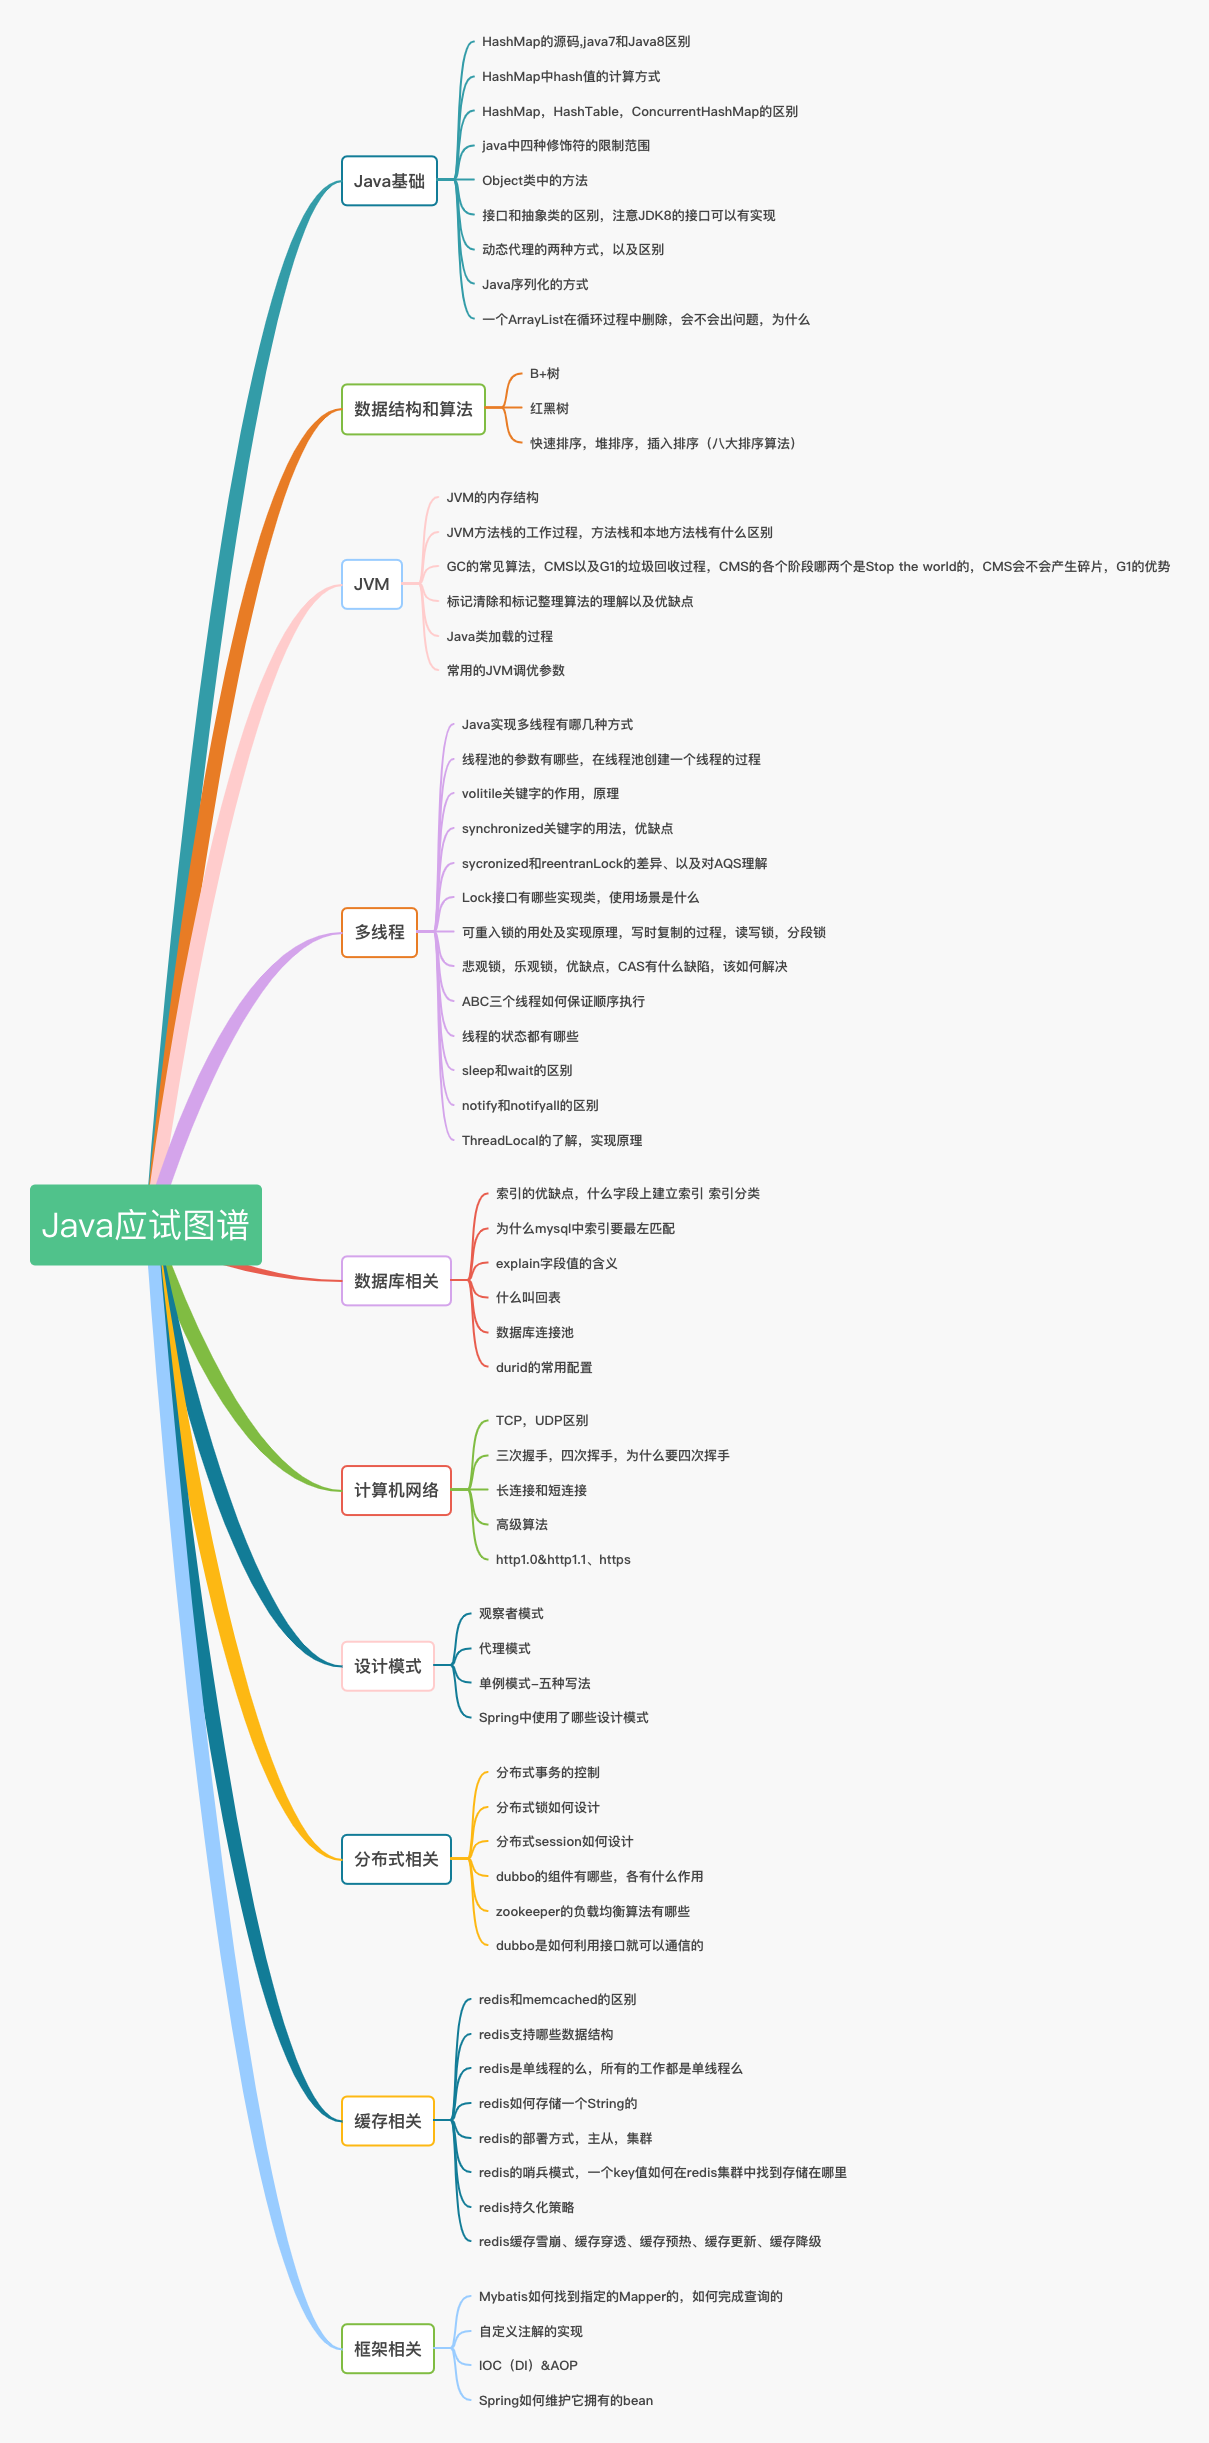 Java应试图谱
Java基础
HashMap的源码,java7和Java8区别
HashMap中hash值的计算方式
HashMap，HashTable，ConcurrentHashMap的区别
java中四种修饰符的限制范围
Object类中的方法
接口和抽象类的区别，注意JDK8的接口可以有实现
动态代理的两种方式，以及区别
Java序列化的方式
一个ArrayList在循环过程中删除，会不会出问题，为什么
数据结构和算法
B+树
红黑树
快速排序，堆排序，插入排序（八大排序算法）
JVM
JVM的内存结构
JVM方法栈的工作过程，方法栈和本地方法栈有什么区别
GC的常见算法，CMS以及G1的垃圾回收过程，CMS的各个阶段哪两个是Stop the world的，CMS会不会产生碎片，G1的优势
标记清除和标记整理算法的理解以及优缺点
Java类加载的过程
常用的JVM调优参数
多线程
Java实现多线程有哪几种方式
线程池的参数有哪些，在线程池创建一个线程的过程
volitile关键字的作用，原理
synchronized关键字的用法，优缺点
sycronized和reentranLock的差异、以及对AQS理解
Lock接口有哪些实现类，使用场景是什么
可重入锁的用处及实现原理，写时复制的过程，读写锁，分段锁
悲观锁，乐观锁，优缺点，CAS有什么缺陷，该如何解决
ABC三个线程如何保证顺序执行
线程的状态都有哪些
sleep和wait的区别
notify和notifyall的区别
ThreadLocal的了解，实现原理
数据库相关
索引的优缺点，什么字段上建立索引 索引分类
为什么mysql中索引要最左匹配
explain字段值的含义
什么叫回表
数据库连接池
durid的常用配置
计算机网络
TCP，UDP区别
三次握手，四次挥手，为什么要四次挥手
长连接和短连接
高级算法
http1.0&http1.1、https
设计模式
观察者模式
代理模式
单例模式–五种写法
Spring中使用了哪些设计模式
分布式相关
分布式事务的控制
分布式锁如何设计
分布式session如何设计
dubbo的组件有哪些，各有什么作用
zookeeper的负载均衡算法有哪些
dubbo是如何利用接口就可以通信的
缓存相关
redis和memcached的区别
redis支持哪些数据结构
redis是单线程的么，所有的工作都是单线程么
redis如何存储一个String的
redis的部署方式，主从，集群
redis的哨兵模式，一个key值如何在redis集群中找到存储在哪里
redis持久化策略
redis缓存雪崩、缓存穿透、缓存预热、缓存更新、缓存降级
框架相关
Mybatis如何找到指定的Mapper的，如何完成查询的
自定义注解的实现
IOC（DI）&AOP
Spring如何维护它拥有的bean